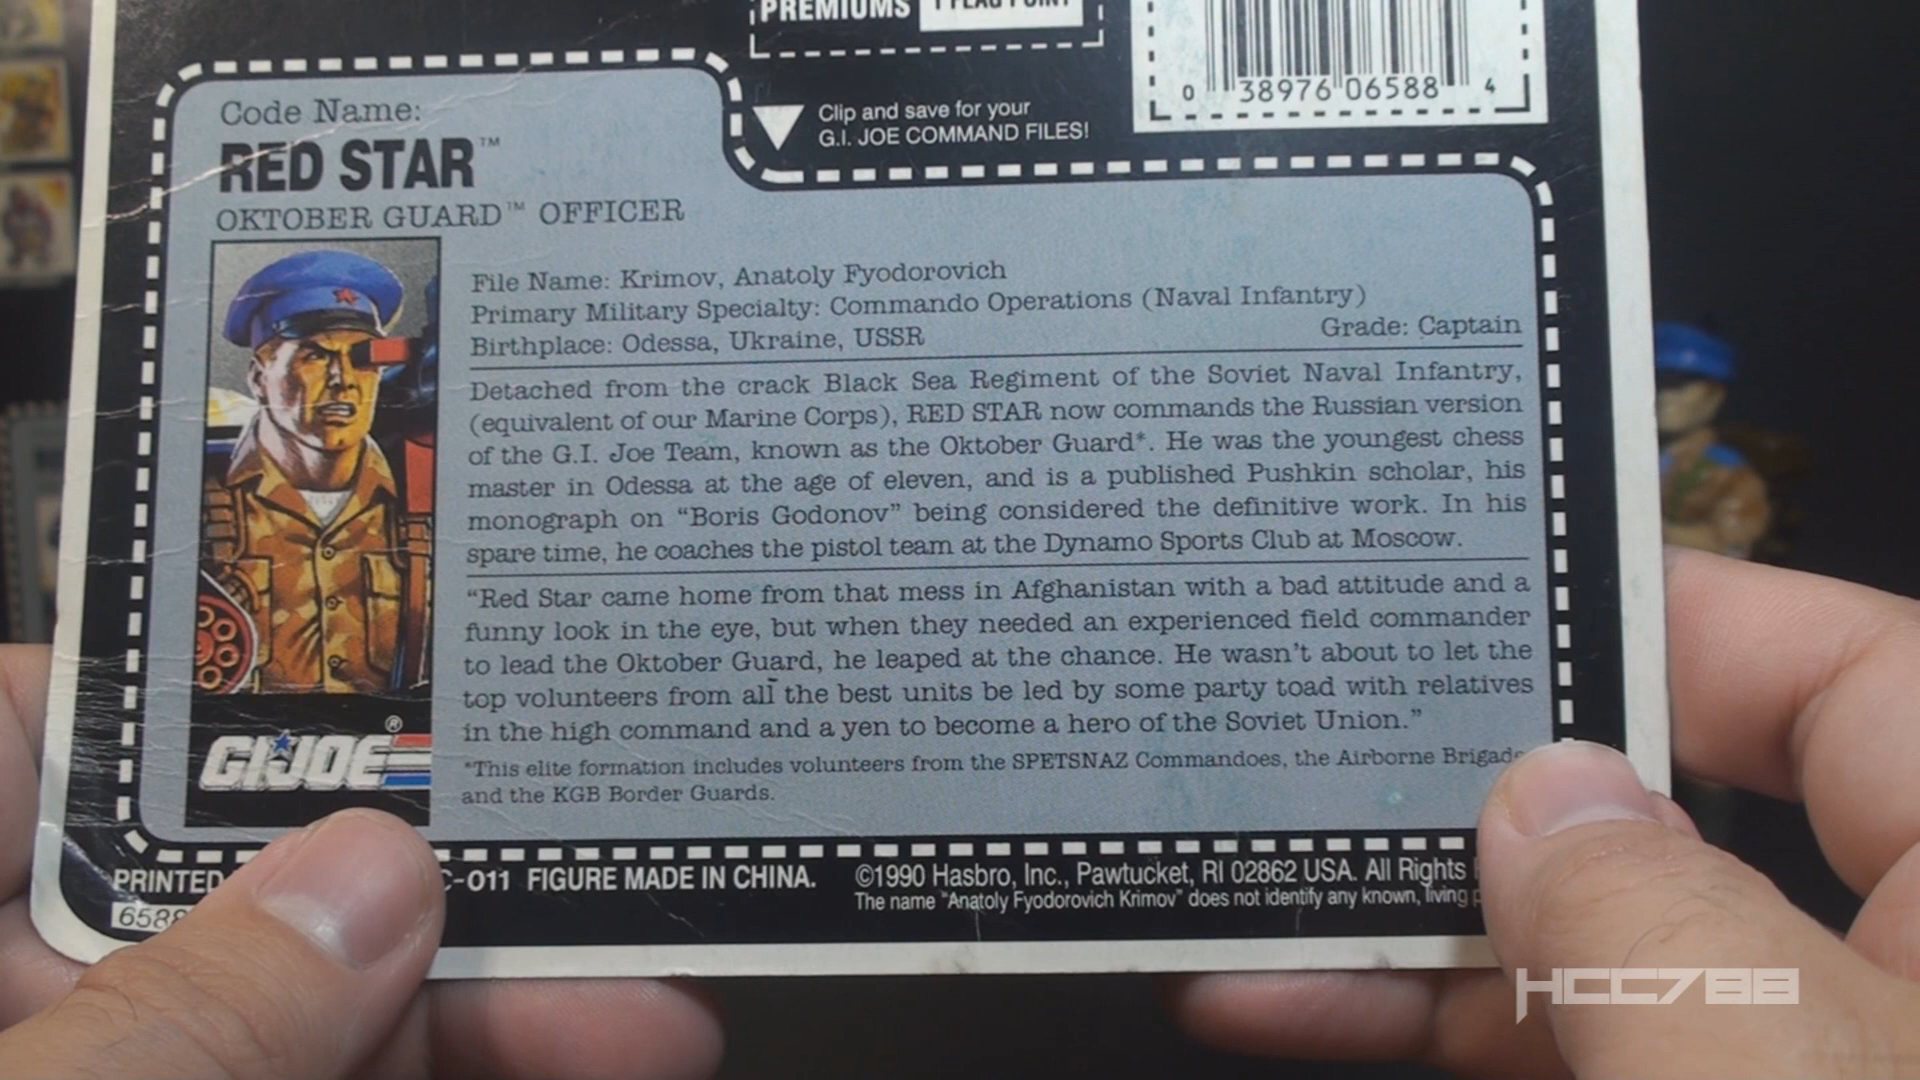 PREMIUMS
1 FLAG POINT
0 38976 06588 4
Clip and save for your
G.I. JOE COMMAND FILES!
Code Name:
RED STAR™
OKTOBER GUARD™ OFFICER
File Name: Krimov, Anatoly Fyodorovich
Primary Military Specialty: Commando Operations (Naval Infantry)
Birthplace: Odessa, Ukraine, USSR Grade: Captain
Detached from the crack Black Sea Regiment of the Soviet Naval Infantry,
(equivalent of our Marine Corps), RED STAR now commands the Russian version
of the G.I. Joe Team, known as the Oktober Guard*. He was the youngest chess
master in Odessa at the age of eleven, and is a published Pushkin scholar, his
monograph on “Boris Godonov” being considered the definitive work. In his
spare time, he coaches the pistol team at the Dynamo Sports Club at Moscow.
“Red Star came home from that mess in Afghanistan with a bad attitude and a
funny look in the eye, but when they needed an experienced field commander
to lead the Oktober Guard, he leaped at the chance. He wasn't about to let the
top volunteers from all the best units be led by some party toad with relatives
in the high command and a yen to become a hero of the Soviet Union.”
*This elite formation includes volunteers from the SPETSNAZ Commandoes, the Airborne Brigade
and the KGB Border Guards.
GI JOE®
PRINTED -011 FIGURE MADE IN CHINA. ©1990 Hasbro, Inc., Pawtucket, RI 02862 USA. All Rights
The name "Anatoly Fyodorovich Krimov" does not identify any known, living
6588
HCC788